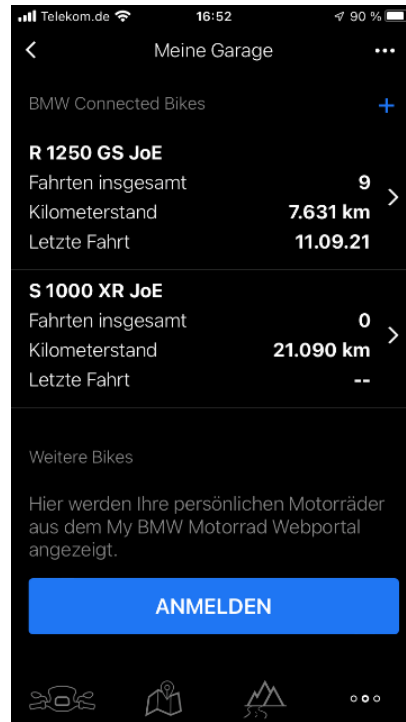 Telekom.de 16:52 90 %
Meine Garage
BMW Connected Bikes +
R 1250 GS JoE
Fahrten insgesamt 9
Kilometerstand 7.631 km
Letzte Fahrt 11.09.21
S 1000 XR JoE
Fahrten insgesamt 0
Kilometerstand 21.090 km
Letzte Fahrt --
Weitere Bikes
Hier werden Ihre persönlichen Motorräder
aus dem My BMW Motorrad Webportal
angezeigt.
ANMELDEN